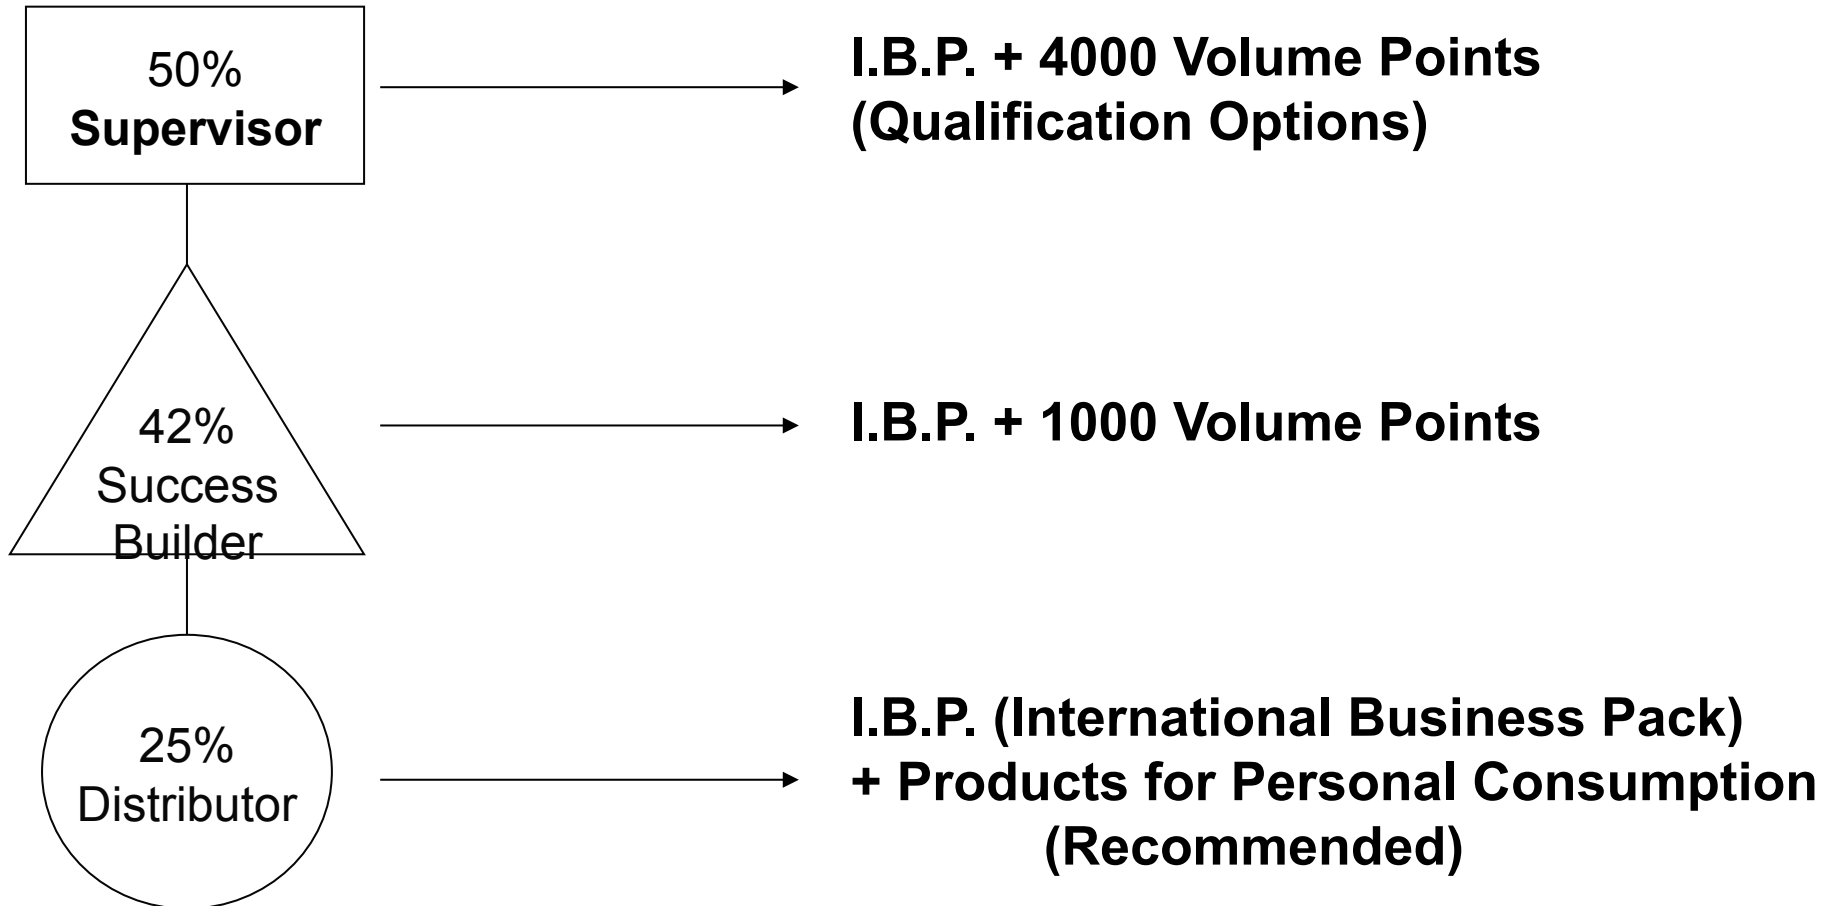 50%
Supervisor
I.B.P. + 4000 Volume Points
(Qualification Options)
42%
Success
Builder
I.B.P. + 1000 Volume Points
25%
Distributor
I.B.P. (International Business Pack)
+ Products for Personal Consumption
(Recommended)